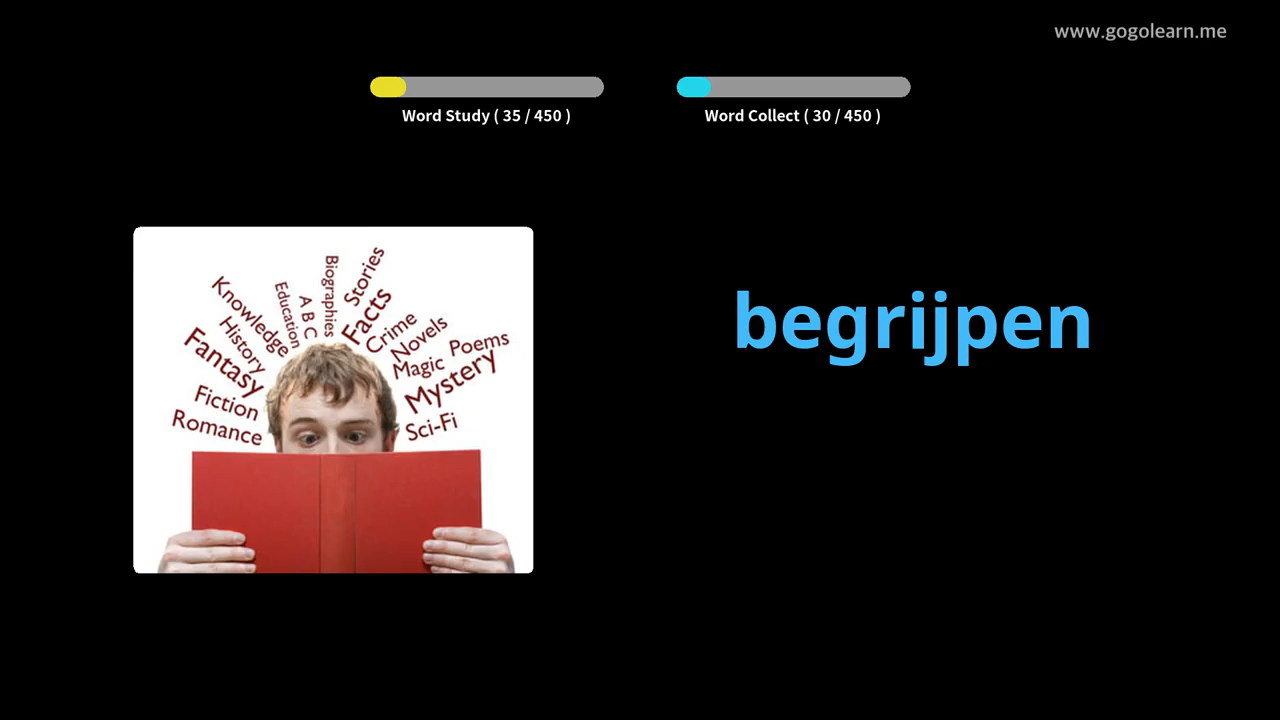 www.gogolearn.me
Word Study ( 35 / 450 )
Word Collect ( 30 / 450 )
begrijpen
Knowledge
History
Fantasy
Fiction
Romance
Education
A B C
Biographies
Stories
Facts
Crime
Novels
Magic
Poems
Mystery
Sci-Fi